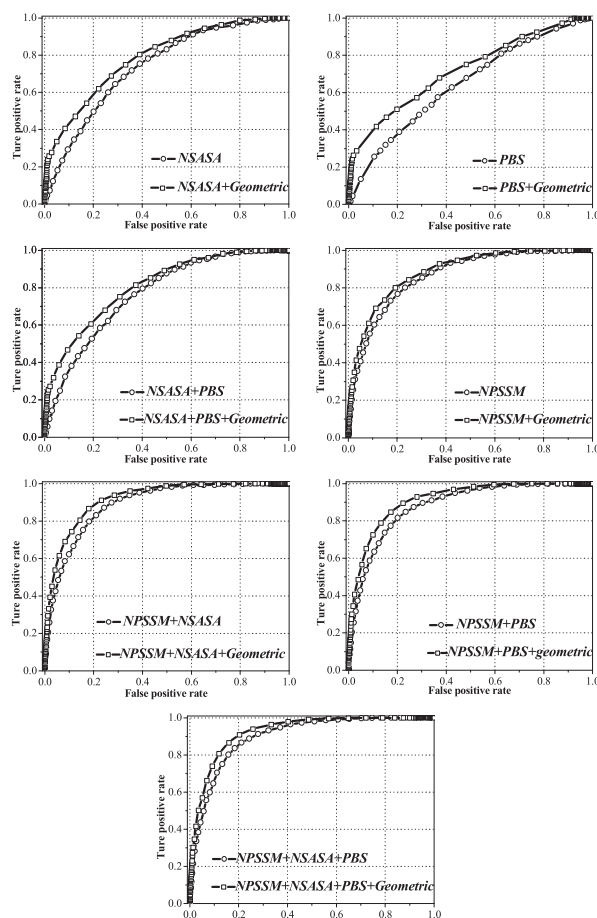 1.0
0.8
0.6
0.4
0.2
0.0
Ture positive rate
NSASA
NSASA+Geometric
0.0 0.2 0.4 0.6 0.8 1.0
False positive rate
1.0
0.8
0.6
0.4
0.2
0.0
Ture positive rate
PBS
PBS+Geometric
0.0 0.2 0.4 0.6 0.8 1.0
False positive rate
1.0
0.8
0.6
0.4
0.2
0.0
Ture positive rate
NSASA+PBS
NSASA+PBS+Geometric
0.0 0.2 0.4 0.6 0.8 1.0
False positive rate
1.0
0.8
0.6
0.4
0.2
0.0
Ture positive rate
NPSSM
NPSSM+Geometric
0.0 0.2 0.4 0.6 0.8 1.0
False positive rate
1.0
0.8
0.6
0.4
0.2
0.0
Ture positive rate
NPSSM+NSASA
NPSSM+NSASA+Geometric
0.0 0.2 0.4 0.6 0.8 1.0
False positive rate
1.0
0.8
0.6
0.4
0.2
0.0
Ture positive rate
NPSSM+PBS
NPSSM+PBS+geometric
0.0 0.2 0.4 0.6 0.8 1.0
False positive rate
1.0
0.8
0.6
0.4
0.2
0.0
Ture positive rate
NPSSM+NSASA+PBS
NPSSM+NSASA+PBS+Geometric
0.0 0.2 0.4 0.6 0.8 1.0
False positive rate